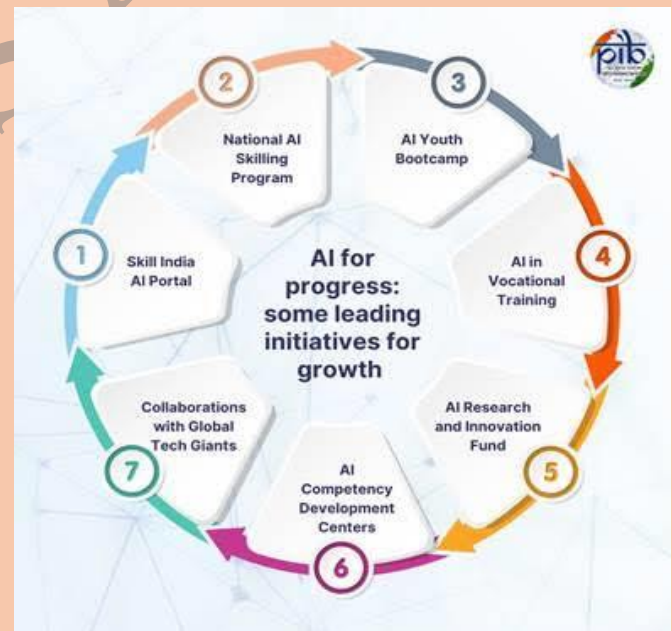 pib
1
Skill India
AI Portal
2
National AI
Skilling
Program
3
AI Youth
Bootcamp
4
AI in
Vocational
Training
5
AI Research
and Innovation
Fund
6
AI
Competency
Development
Centers
7
Collaborations
with Global
Tech Giants
AI for
progress:
some leading
initiatives for
growth